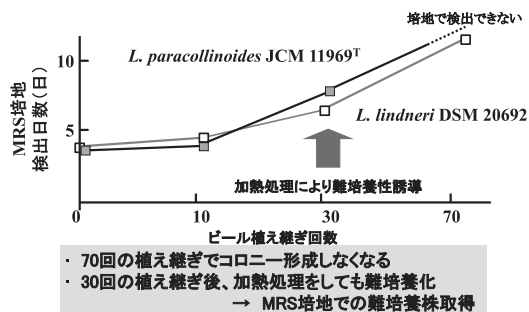 培地で検出できない
10
L. paracollinoides JCM 11969ᵀ
MRS培地
検出日数（日）
5
L. lindneri DSM 20692
加熱処理により難培養性誘導
0
10
30
70
ビール植え継ぎ回数
・ 70回の植え継ぎでコロニー形成しなくなる
・ 30回の植え継ぎ後、加熱処理をしても難培養化
→ MRS培地での難培養株取得